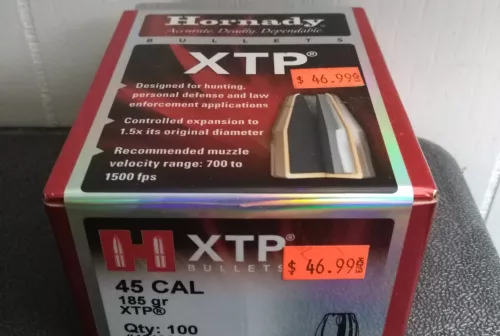 Hornady
Accurate. Deadly. Dependable.
BULLETS
XTP®
$ 46.99
Designed for hunting,
personal defense and law
enforcement applications
Controlled expansion to
1.5x its original diameter
Recommended muzzle
velocity range: 700 to
1500 fps
H XTP®
BULLETS
$ 46.99
45 CAL
185 gr
XTP®
Qty: 100